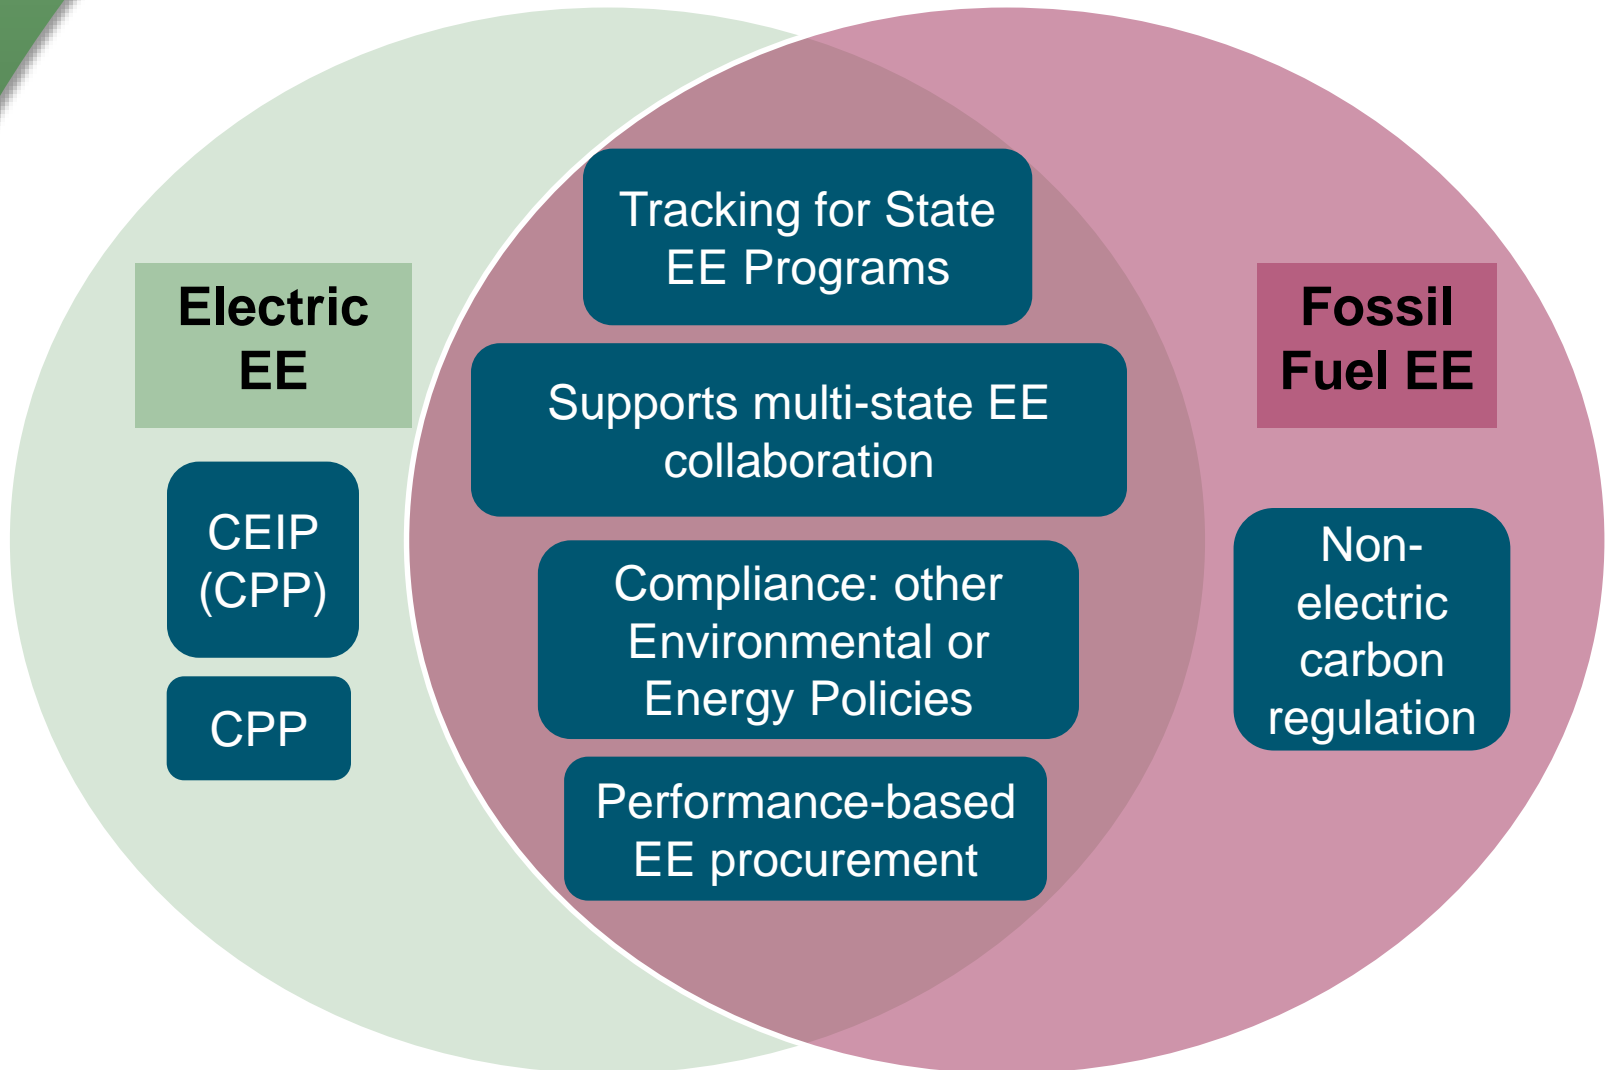 Electric
EE
CEIP
(CPP)
CPP
Tracking for State
EE Programs
Supports multi-state EE
collaboration
Compliance: other
Environmental or
Energy Policies
Performance-based
EE procurement
Fossil
Fuel EE
Non-
electric
carbon
regulation